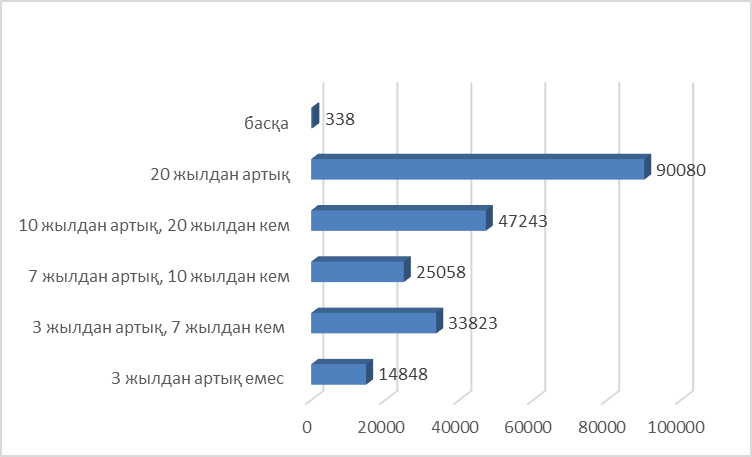 басқа 338
20 жылдан артық 90080
10 жылдан артық, 20 жылдан кем 47243
7 жылдан артық, 10 жылдан кем 25058
3 жылдан артық, 7 жылдан кем 33823
3 жылдан артық емес 14848
0 20000 40000 60000 80000 100000